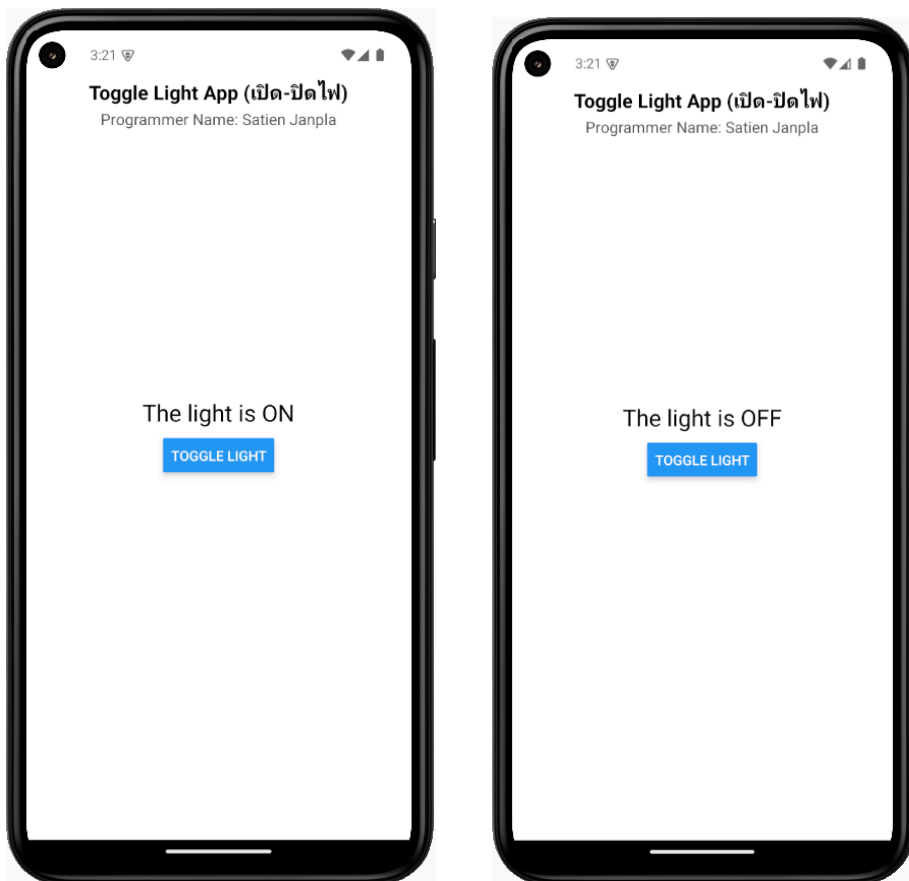 3:21
Toggle Light App (เปิด-ปิดไฟ)
Programmer Name: Satien Janpla
The light is ON
TOGGLE LIGHT
3:21
Toggle Light App (เปิด-ปิดไฟ)
Programmer Name: Satien Janpla
The light is OFF
TOGGLE LIGHT